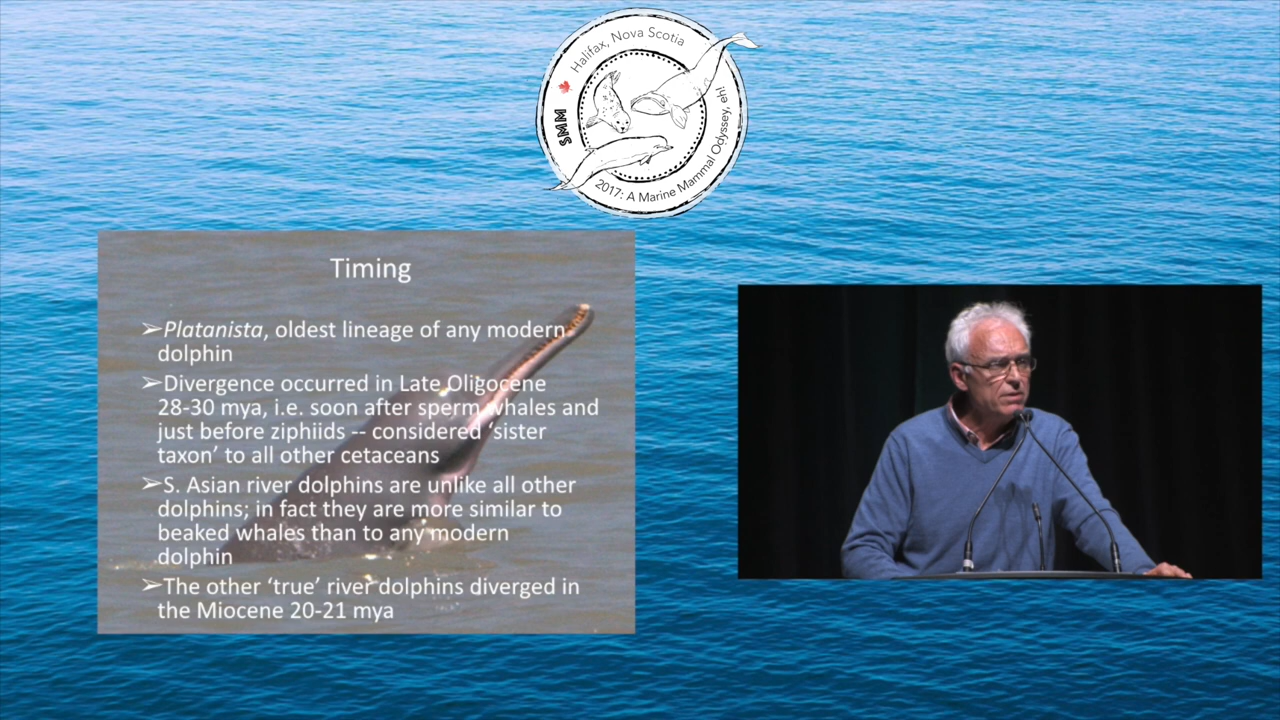 Halifax, Nova Scotia
SMM
2017: A Marine Mammal Odyssey, eh!
Timing
➢Platanista, oldest lineage of any modern
dolphin
➢Divergence occurred in Late Oligocene
28-30 mya, i.e. soon after sperm whales and
just before ziphiids -- considered ‘sister
taxon’ to all other cetaceans
➢S. Asian river dolphins are unlike all other
dolphins; in fact they are more similar to
beaked whales than to any modern
dolphin
➢The other ‘true’ river dolphins diverged in
the Miocene 20-21 mya